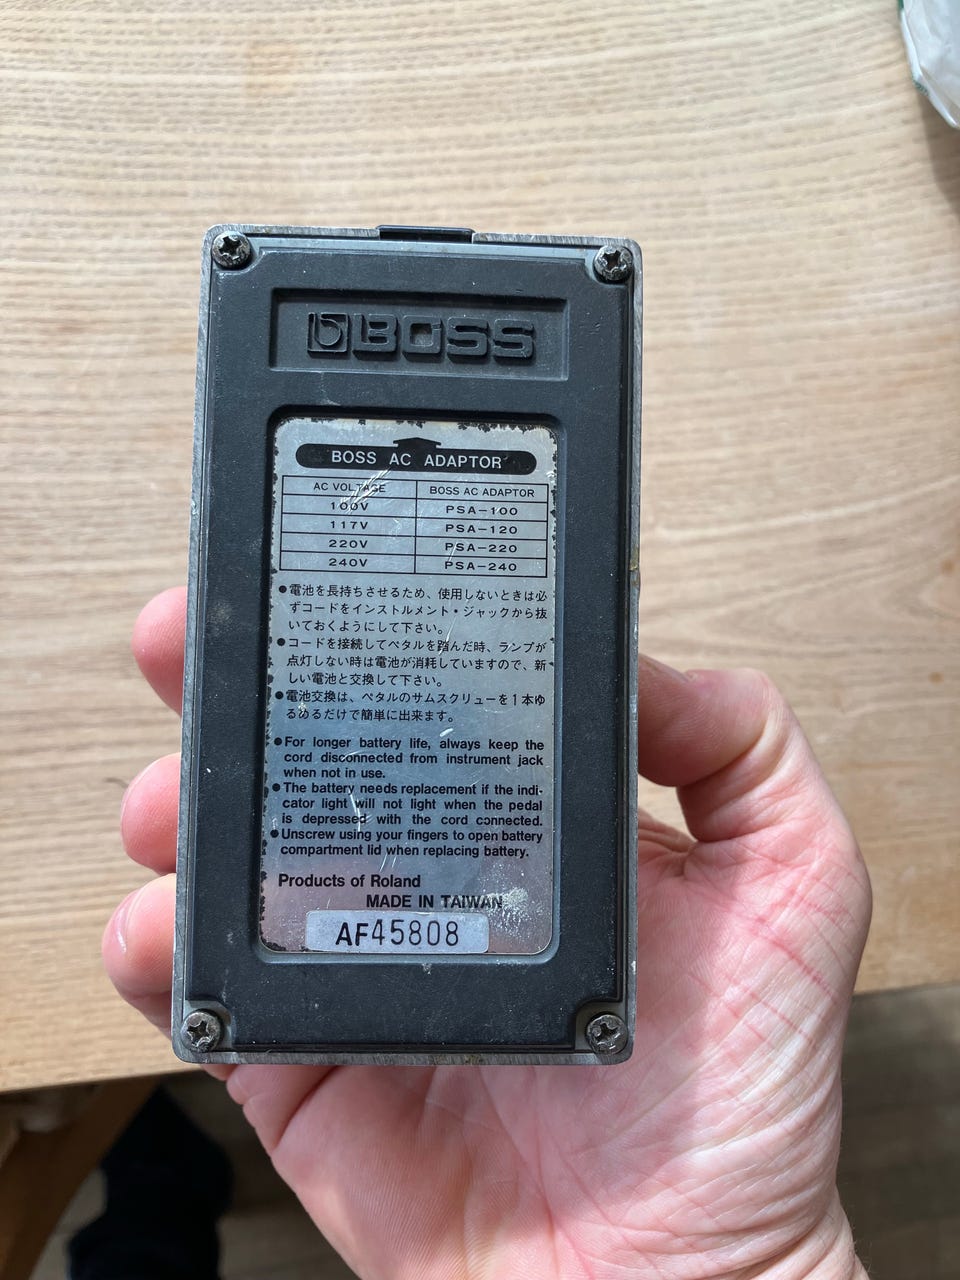 BOSS
BOSS AC ADAPTOR
AC VOLTAGE BOSS AC ADAPTOR
100V PSA-100
117V PSA-120
220V PSA-220
240V PSA-240
●電池を長持ちさせるため、使用しないときは必
ずコードをインストルメント・ジャックから抜
いておくようにして下さい。
●コードを接続してペタルを踏んだ時、ランプが
点灯しない時は電池が消耗していますので、新
しい電池と交換して下さい。
●電池交換は、ペタルのサムスクリューを1本ゆ
るめるだけで簡単に出来ます。
●For longer battery life, always keep the
cord disconnected from instrument jack
when not in use.
●The battery needs replacement if the indi-
cator light will not light when the pedal
is depressed with the cord connected.
●Unscrew using your fingers to open battery
compartment lid when replacing battery.
Products of Roland
MADE IN TAIWAN
AF45808